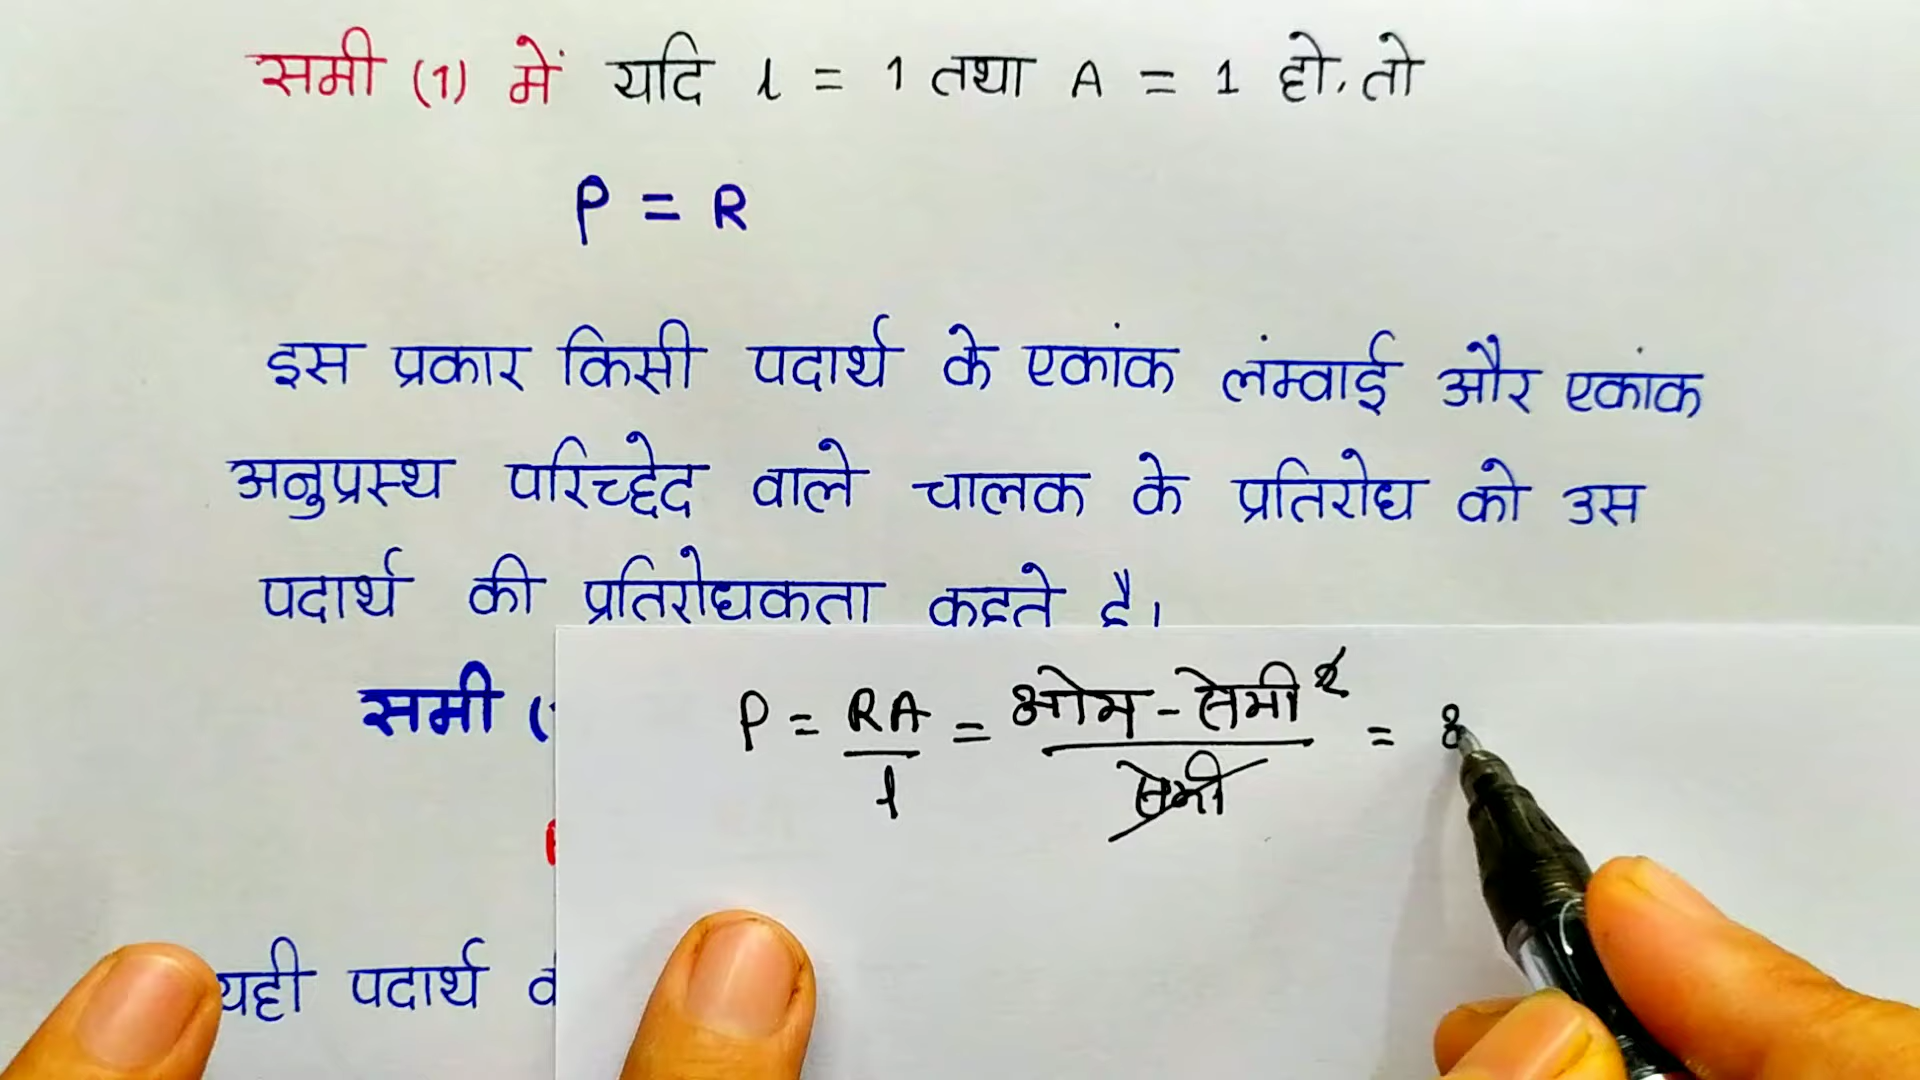 समी (1) में यदि l = 1 तथा A = 1 हो, तो
ρ = R
इस प्रकार किसी पदार्थ के एकांक लंम्वाई और एकांक
अनुप्रस्थ परिच्छेद वाले चालक के प्रतिरोध को उस
पदार्थ की प्रतिरोधकता कहते है।
समी (
ρ = RA/l = ओम - सेमी²/सेमी =
यही पदार्थ